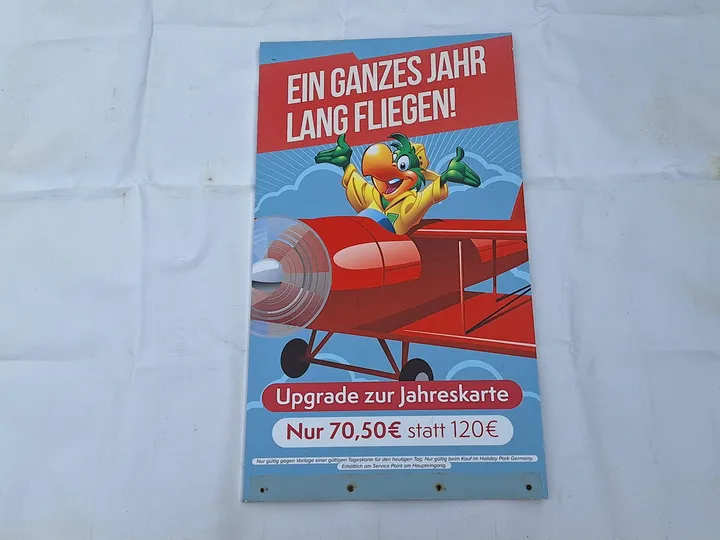 EIN GANZES JAHR
LANG FLIEGEN!
Upgrade zur Jahreskarte
Nur 70,50€ statt 120€
Nur gültig gegen Vorlage einer gültigen Tageskarte für den heutigen Tag. Nur gültig beim Kauf im Holiday Park Germany.
Erhältlich am Service Point am Haupteingang.